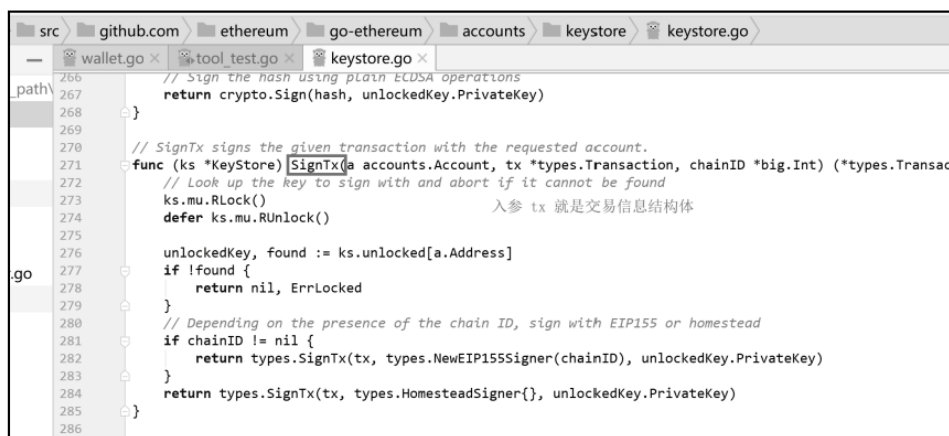 src github.com ethereum go-ethereum accounts keystore keystore.go
wallet.go × tool_test.go × keystore.go ×
_path\
.go
266 // Sign the hash using plain ECDSA operations
267 return crypto.Sign(hash, unlockedKey.PrivateKey)
268 }
269
270 // SignTx signs the given transaction with the requested account.
271 func (ks *KeyStore) SignTx(a accounts.Account, tx *types.Transaction, chainID *big.Int) (*types.Transac
272 // Look up the key to sign with and abort if it cannot be found
273 ks.mu.RLock() 入参 tx 就是交易信息结构体
274 defer ks.mu.RUnlock()
275
276 unlockedKey, found := ks.unlocked[a.Address]
277 if !found {
278 return nil, ErrLocked
279 }
280 // Depending on the presence of the chain ID, sign with EIP155 or homestead
281 if chainID != nil {
282 return types.SignTx(tx, types.NewEIP155Signer(chainID), unlockedKey.PrivateKey)
283 }
284 return types.SignTx(tx, types.HomesteadSigner{}, unlockedKey.PrivateKey)
285 }
286